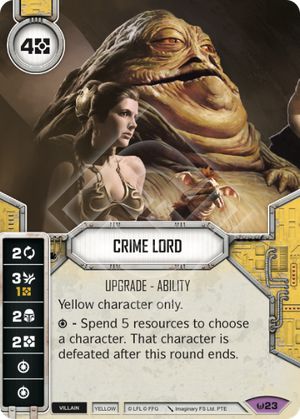 4
CRIME LORD
UPGRADE - ABILITY
Yellow character only.
- Spend 5 resources to choose
a character. That character is
defeated after this round ends.
2
3
1
2
2
VILLAIN
YELLOW
© LFL © FFG
Imaginary FS Ltd. PTE
23